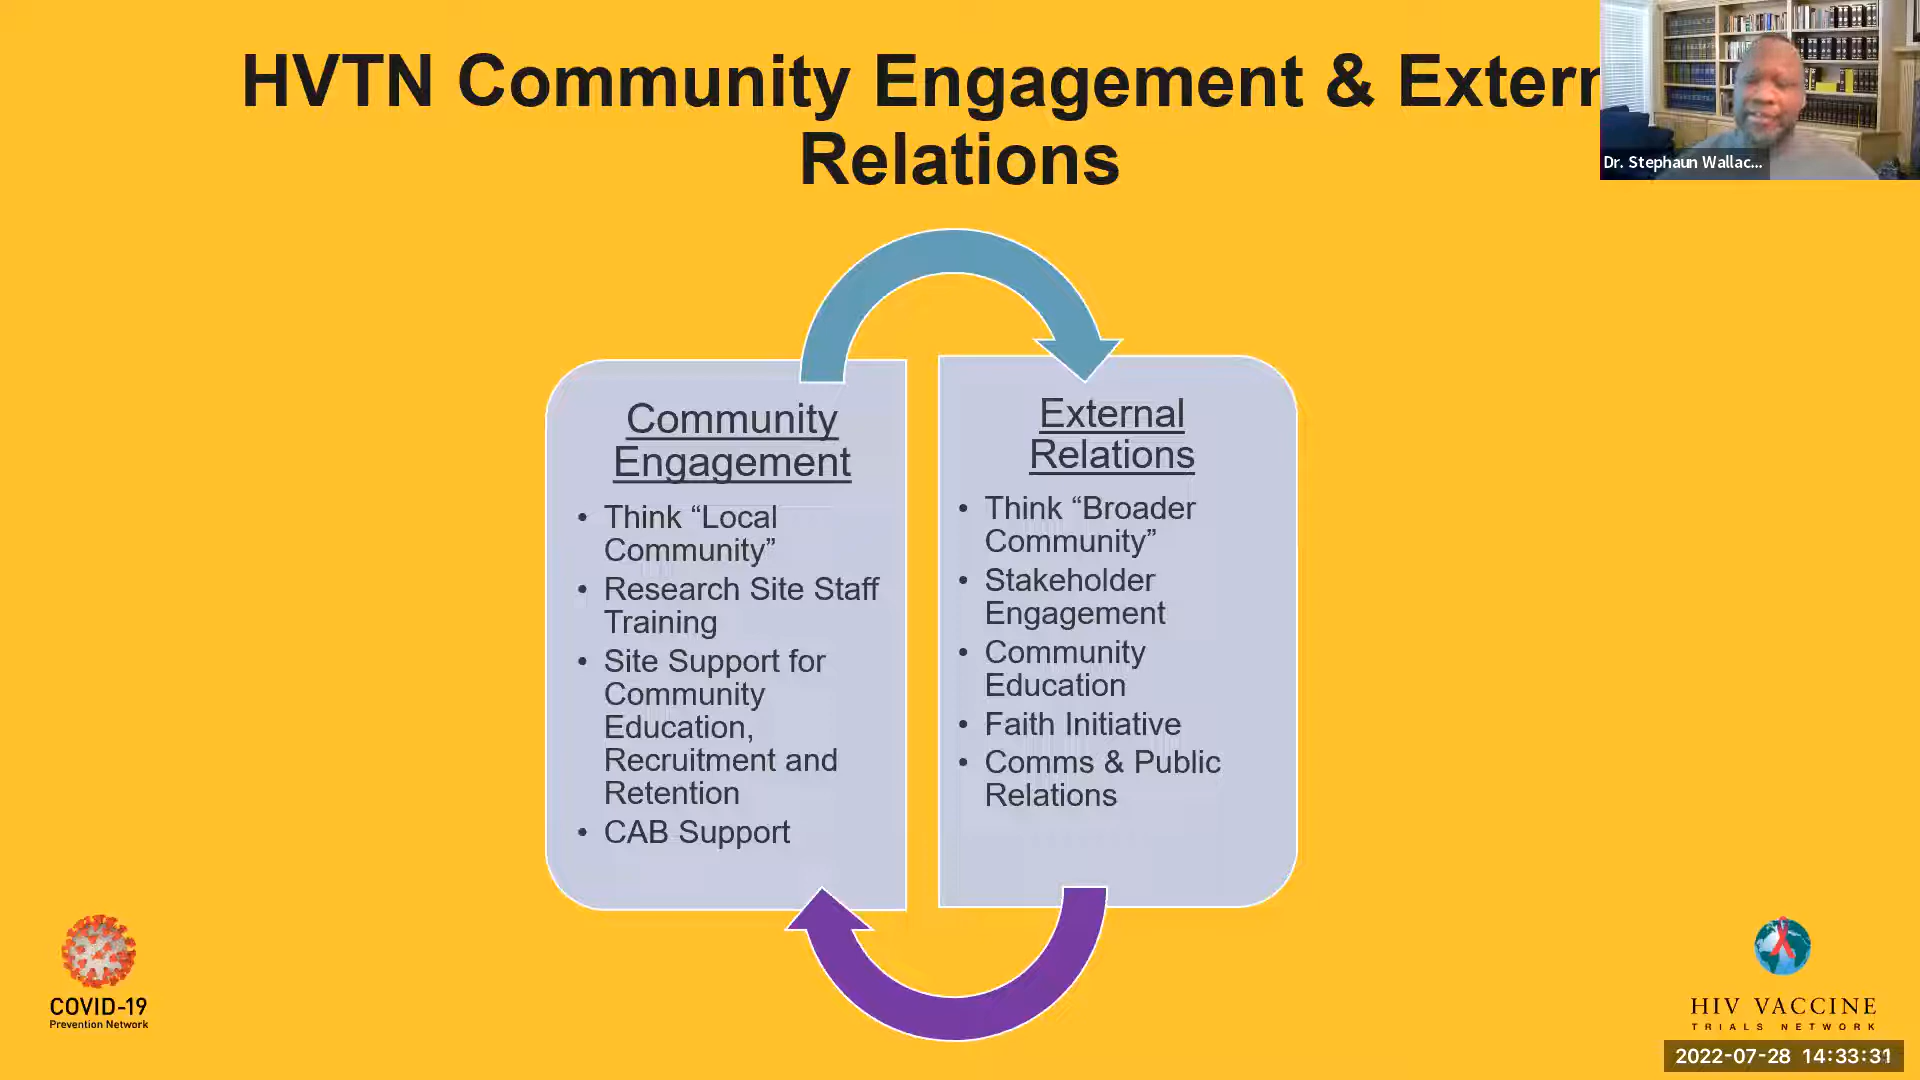 HVTN Community Engagement & Extern
Relations
Dr. Stephaun Wallac...
Community
Engagement
• Think “Local
Community”
• Research Site Staff
Training
• Site Support for
Community
Education,
Recruitment and
Retention
• CAB Support
External
Relations
• Think “Broader
Community”
• Stakeholder
Engagement
• Community
Education
• Faith Initiative
• Comms & Public
Relations
COVID-19
Prevention Network
HIV VACCINE
TRIALS NETWORK
2022-07-28 14:33:31